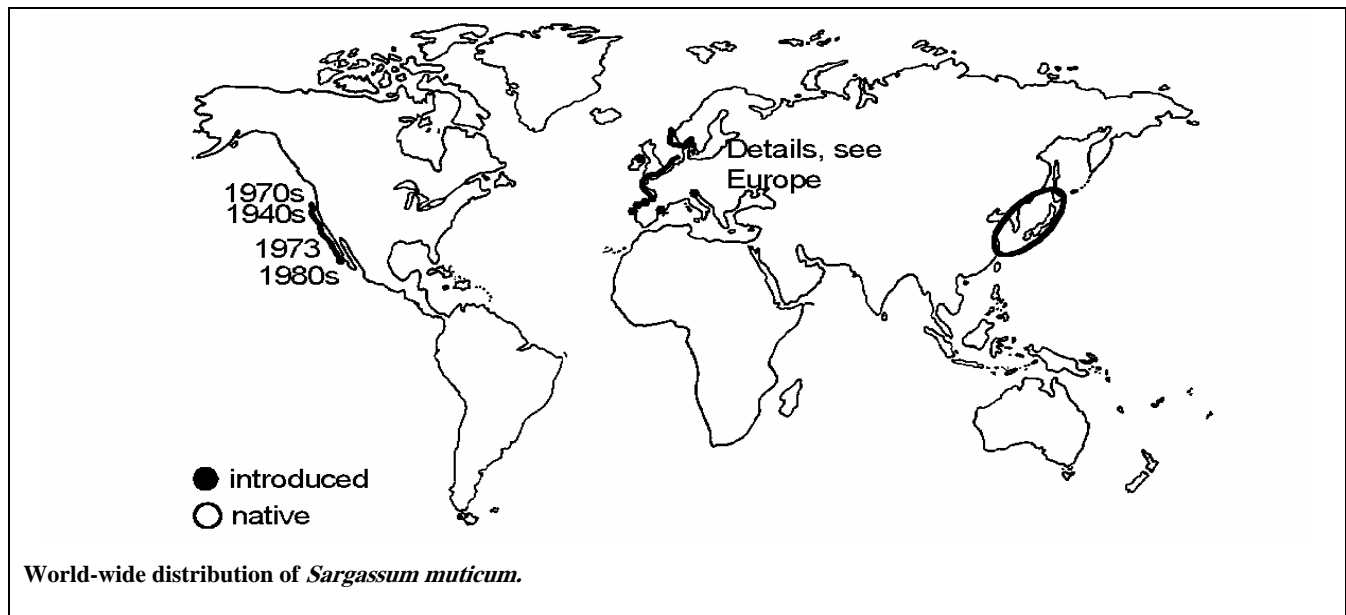 1970s
1940s
1973
1980s
Details, see
Europe
introduced
native
World-wide distribution of Sargassum muticum.